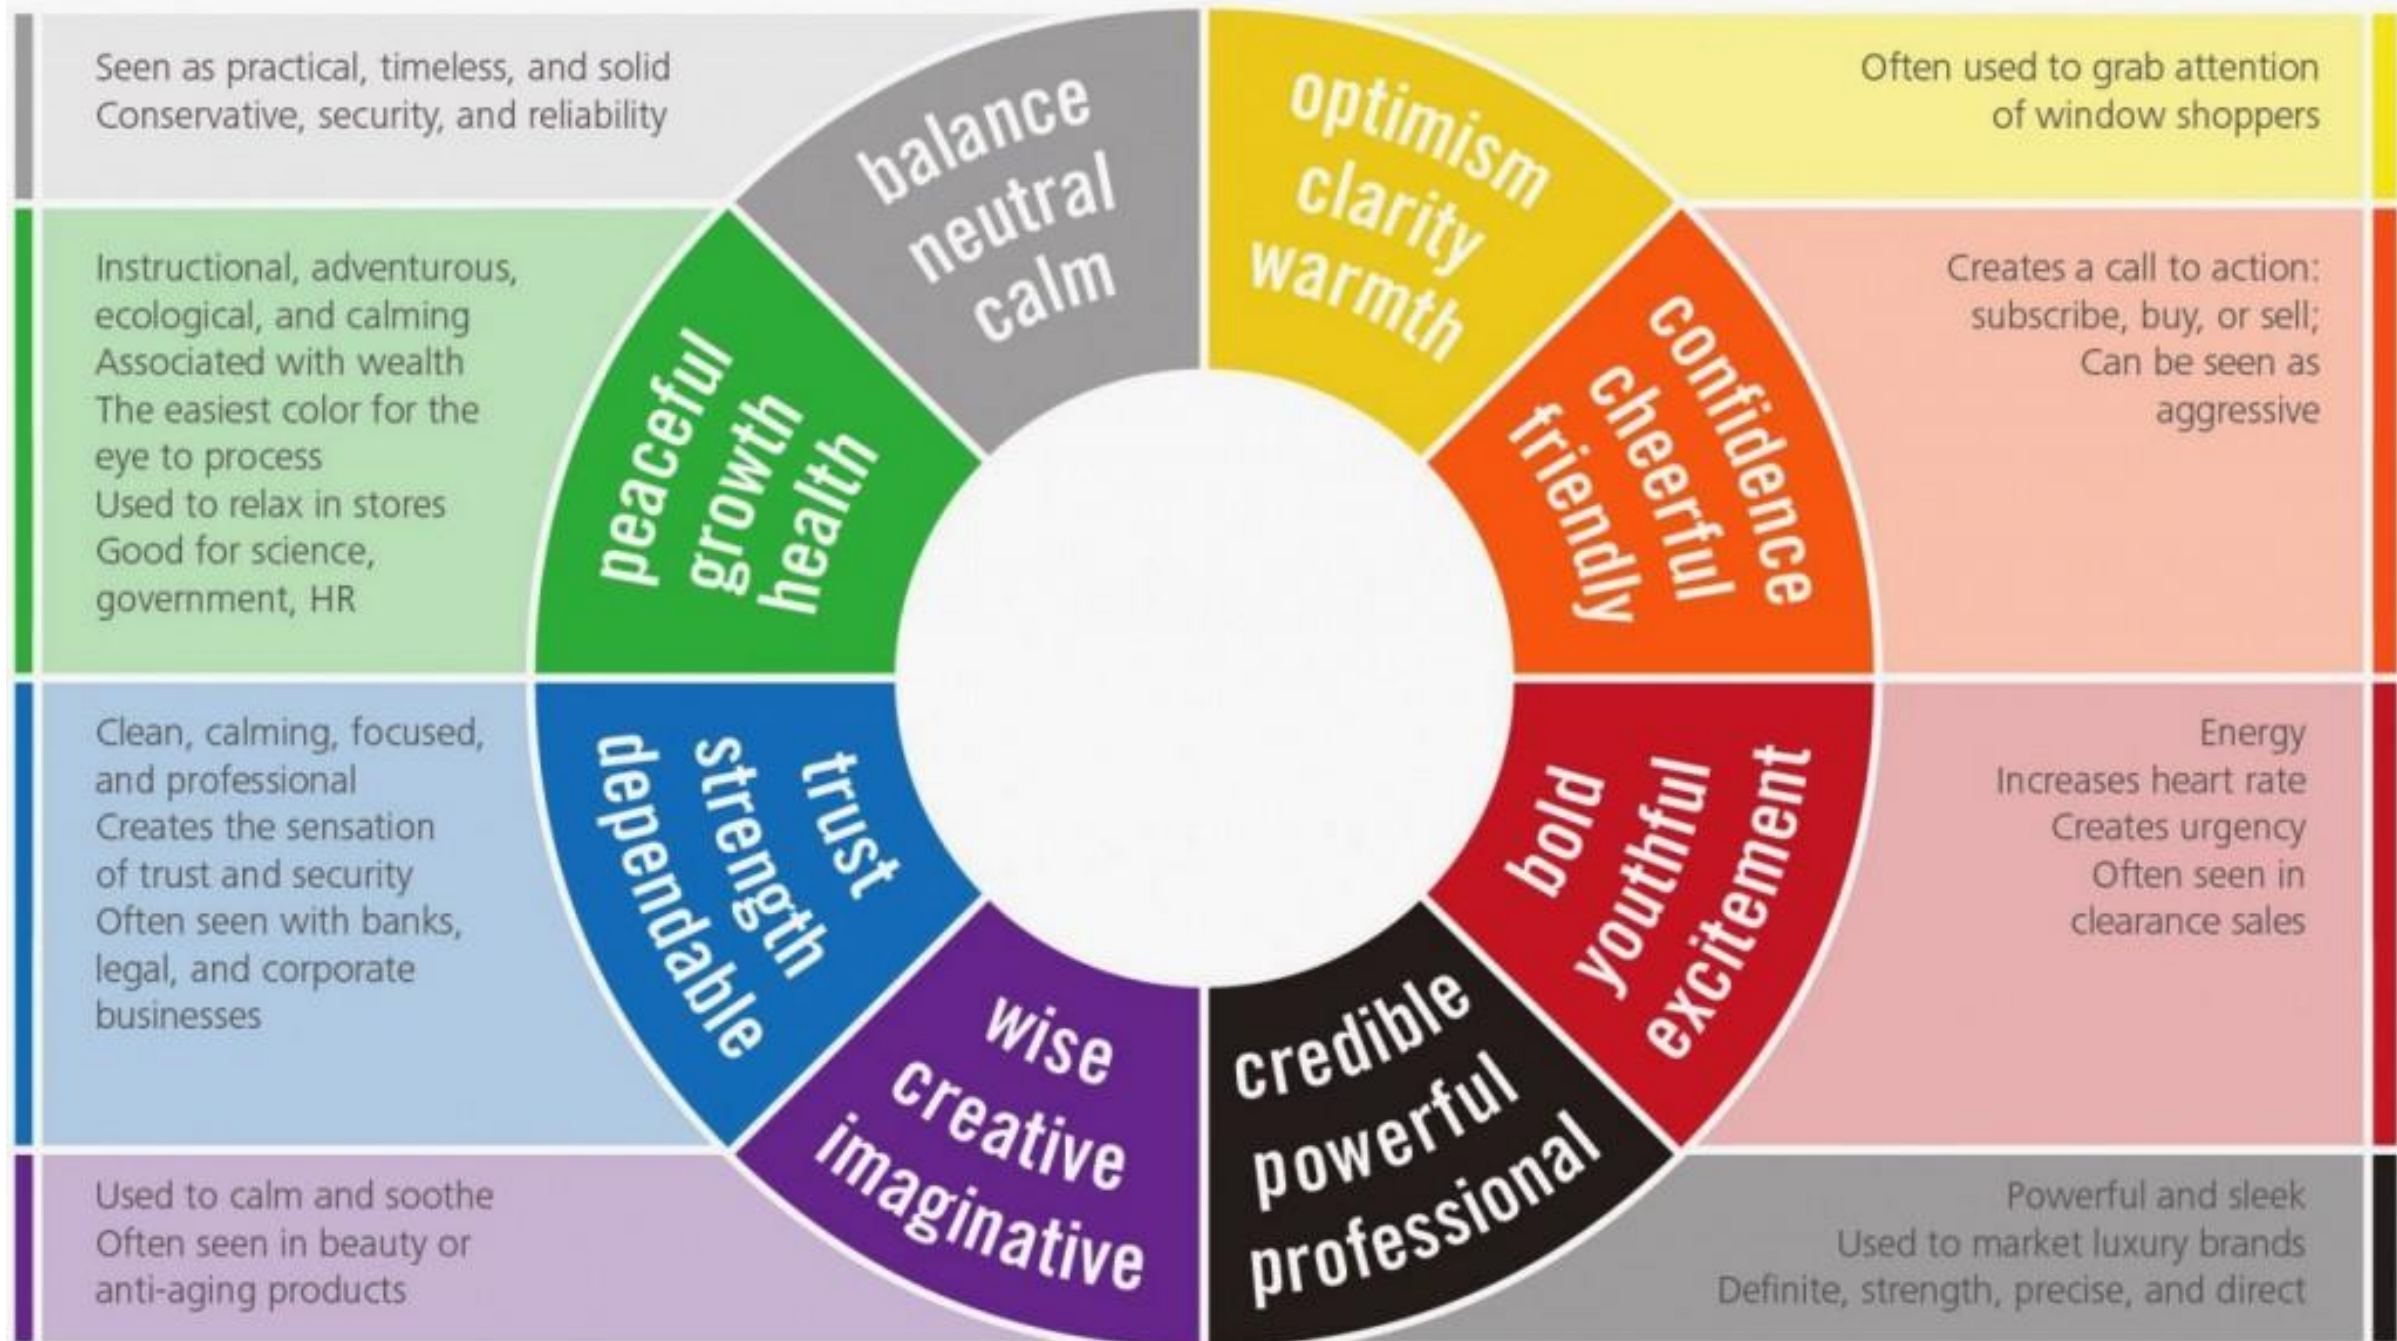 Seen as practical, timeless, and solid
Conservative, security, and reliability
balance
neutral
calm
optimism
clarity
warmth
Often used to grab attention
of window shoppers
Instructional, adventurous,
ecological, and calming
Associated with wealth
The easiest color for the
eye to process
Used to relax in stores
Good for science,
government, HR
peaceful
growth
health
confidence
cheerful
friendly
Creates a call to action:
subscribe, buy, or sell;
Can be seen as
aggressive
Clean, calming, focused,
and professional
Creates the sensation
of trust and security
Often seen with banks,
legal, and corporate
businesses
trust
strength
dependable
bold
youthful
excitement
Energy
Increases heart rate
Creates urgency
Often seen in
clearance sales
Used to calm and soothe
Often seen in beauty or
anti-aging products
wise
creative
imaginative
credible
powerful
professional
Powerful and sleek
Used to market luxury brands
Definite, strength, precise, and direct